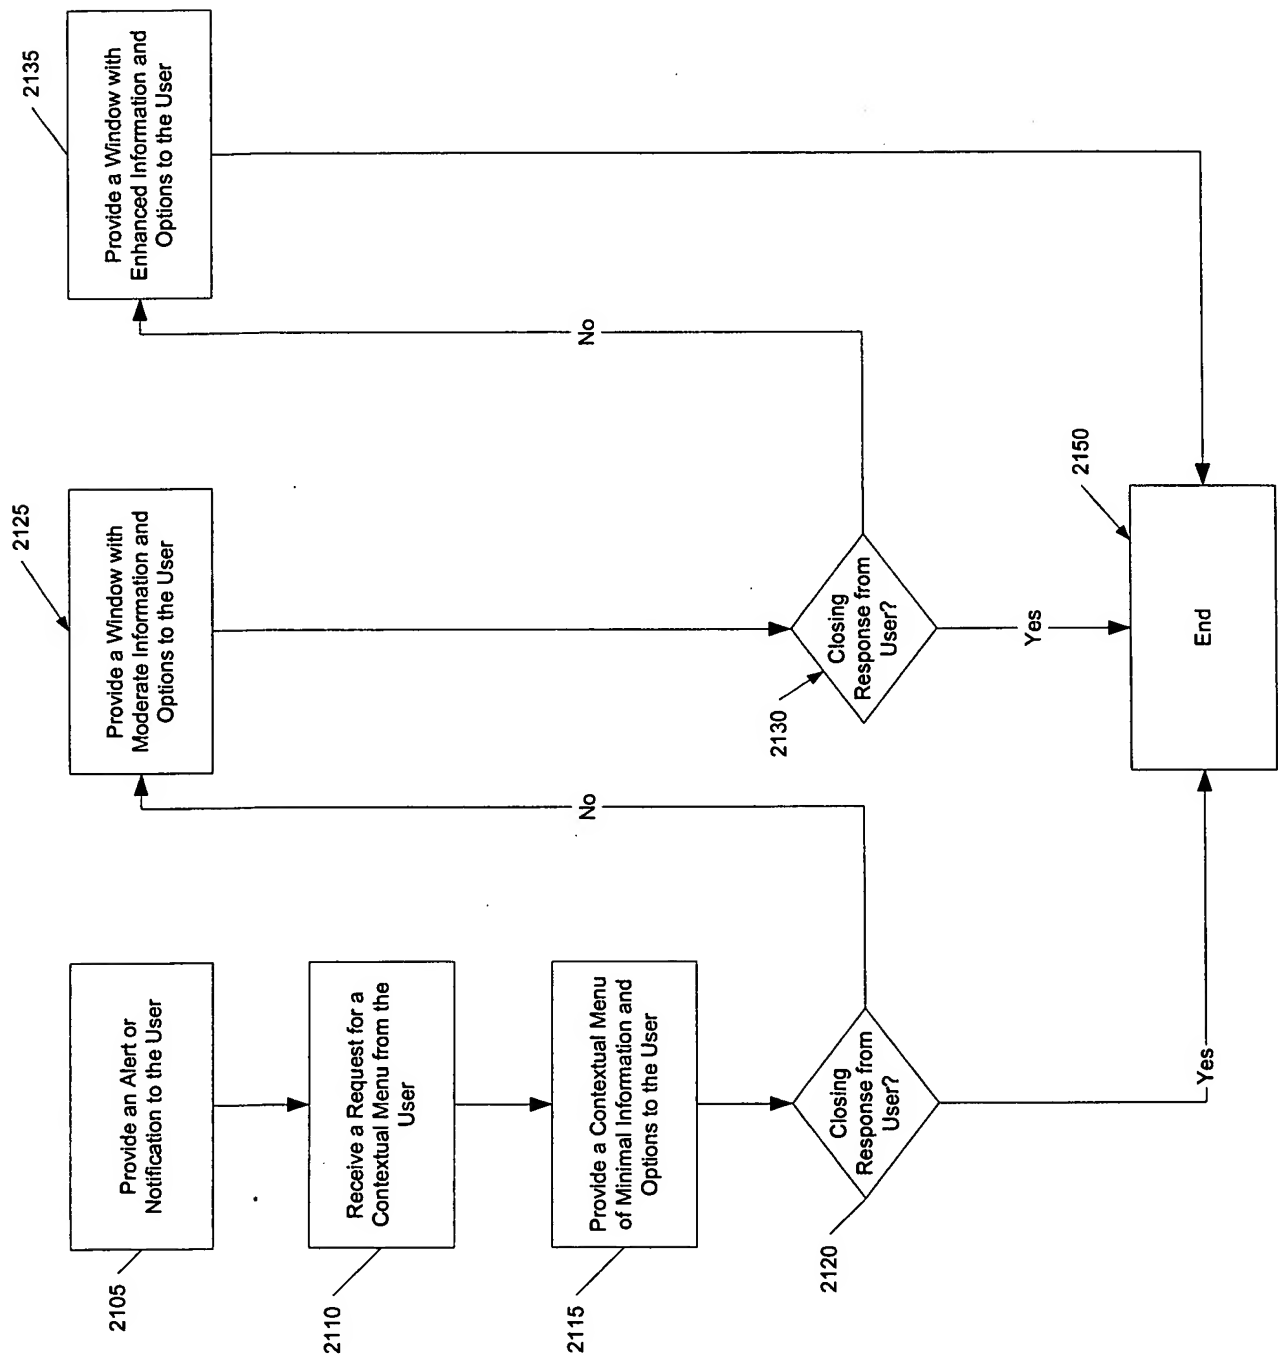 2105
Provide an Alert or
Notification to the User
2110
Receive a Request for a
Contextual Menu from the
User
2115
Provide a Contextual Menu
of Minimal Information and
Options to the User
2120
Closing
Response from
User?
No
Yes
2125
Provide a Window with
Moderate Information and
Options to the User
2130
Closing
Response from
User?
No
Yes
2135
Provide a Window with
Enhanced Information and
Options to the User
2150
End